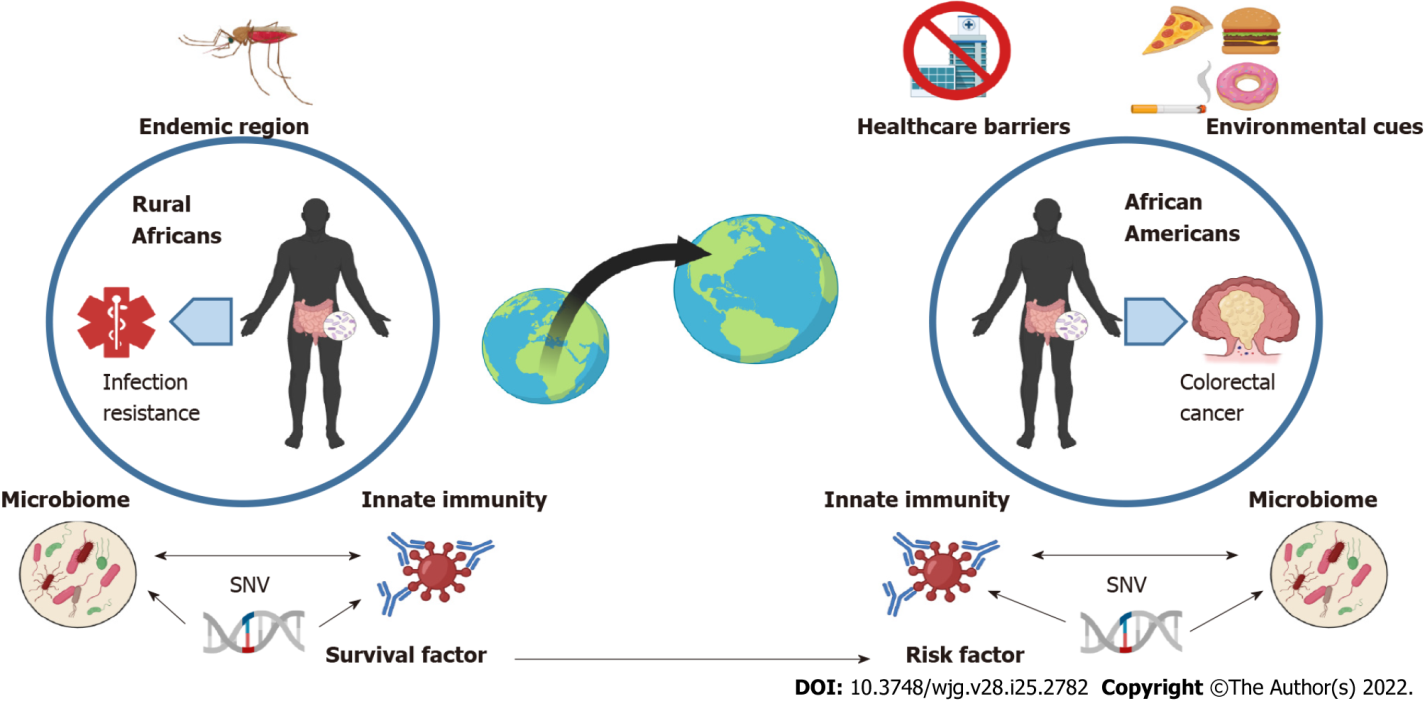 Endemic region
Healthcare barriers
Environmental cues
Rural
Africans
African
Americans
Infection
resistance
Colorectal
cancer
Microbiome
Innate immunity
Innate immunity
Microbiome
SNV
SNV
Survival factor
Risk factor
DOI: 10.3748/wjg.v28.i25.2782 Copyright ©The Author(s) 2022.